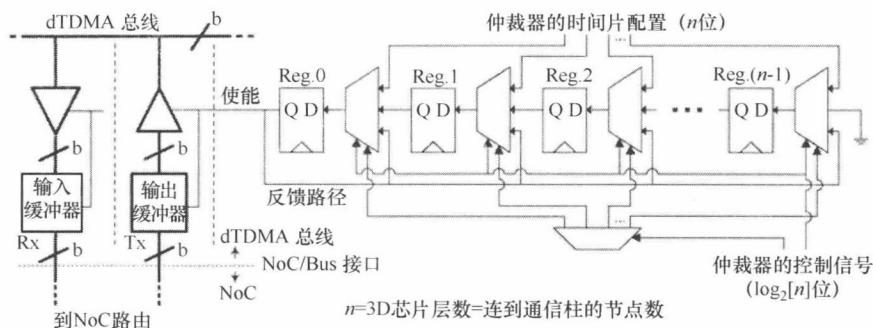 dTDMA 总线
b
仲裁器的时间片配置（n位）
Reg.0
Reg.1
Reg.2
Reg.(n-1)
使能
Q D
Q D
Q D
Q D
b
b
输入
缓冲器
输出
缓冲器
反馈路径
Rx
b
Tx
b
dTDMA 总线
NoC/Bus 接口
NoC
仲裁器的控制信号
(log₂[n]位)
n=3D芯片层数=连到通信柱的节点数
到NoC路由